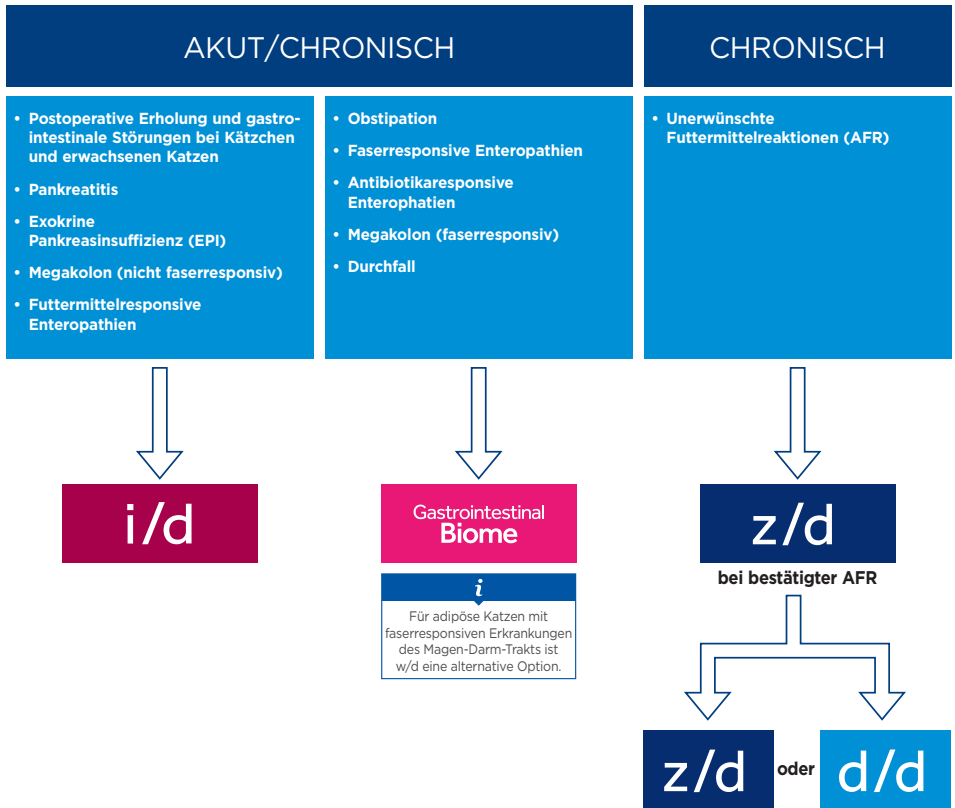 AKUT/CHRONISCH
• Postoperative Erholung und gastro-
intestinale Störungen bei Kätzchen
und erwachsenen Katzen
• Pankreatitis
• Exokrine
Pankreasinsuffizienz (EPI)
• Megakolon (nicht faserresponsiv)
• Futtermittelresponsive
Enteropathien
• Obstipation
• Faserresponsive Enteropathien
• Antibiotikaresponsive
Enterophatien
• Megakolon (faserresponsiv)
• Durchfall
CHRONISCH
• Unerwünschte
Futtermittelreaktionen (AFR)
i/d
Gastrointestinal
Biome
i
Für adipöse Katzen mit
faserresponsiven Erkrankungen
des Magen-Darm-Trakts ist
w/d eine alternative Option.
z/d
bei bestätigter AFR
z/d oder d/d